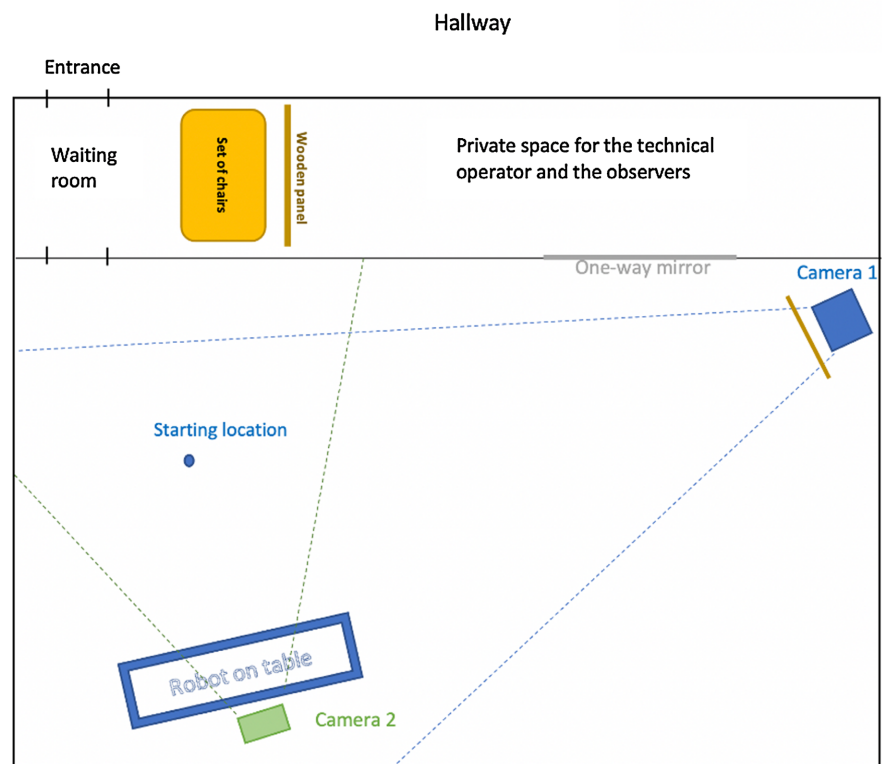 Hallway
Entrance
Waiting
room
Set of chairs
Wooden panel
Private space for the technical
operator and the observers
One-way mirror
Camera 1
Starting location
Robot on table
Camera 2